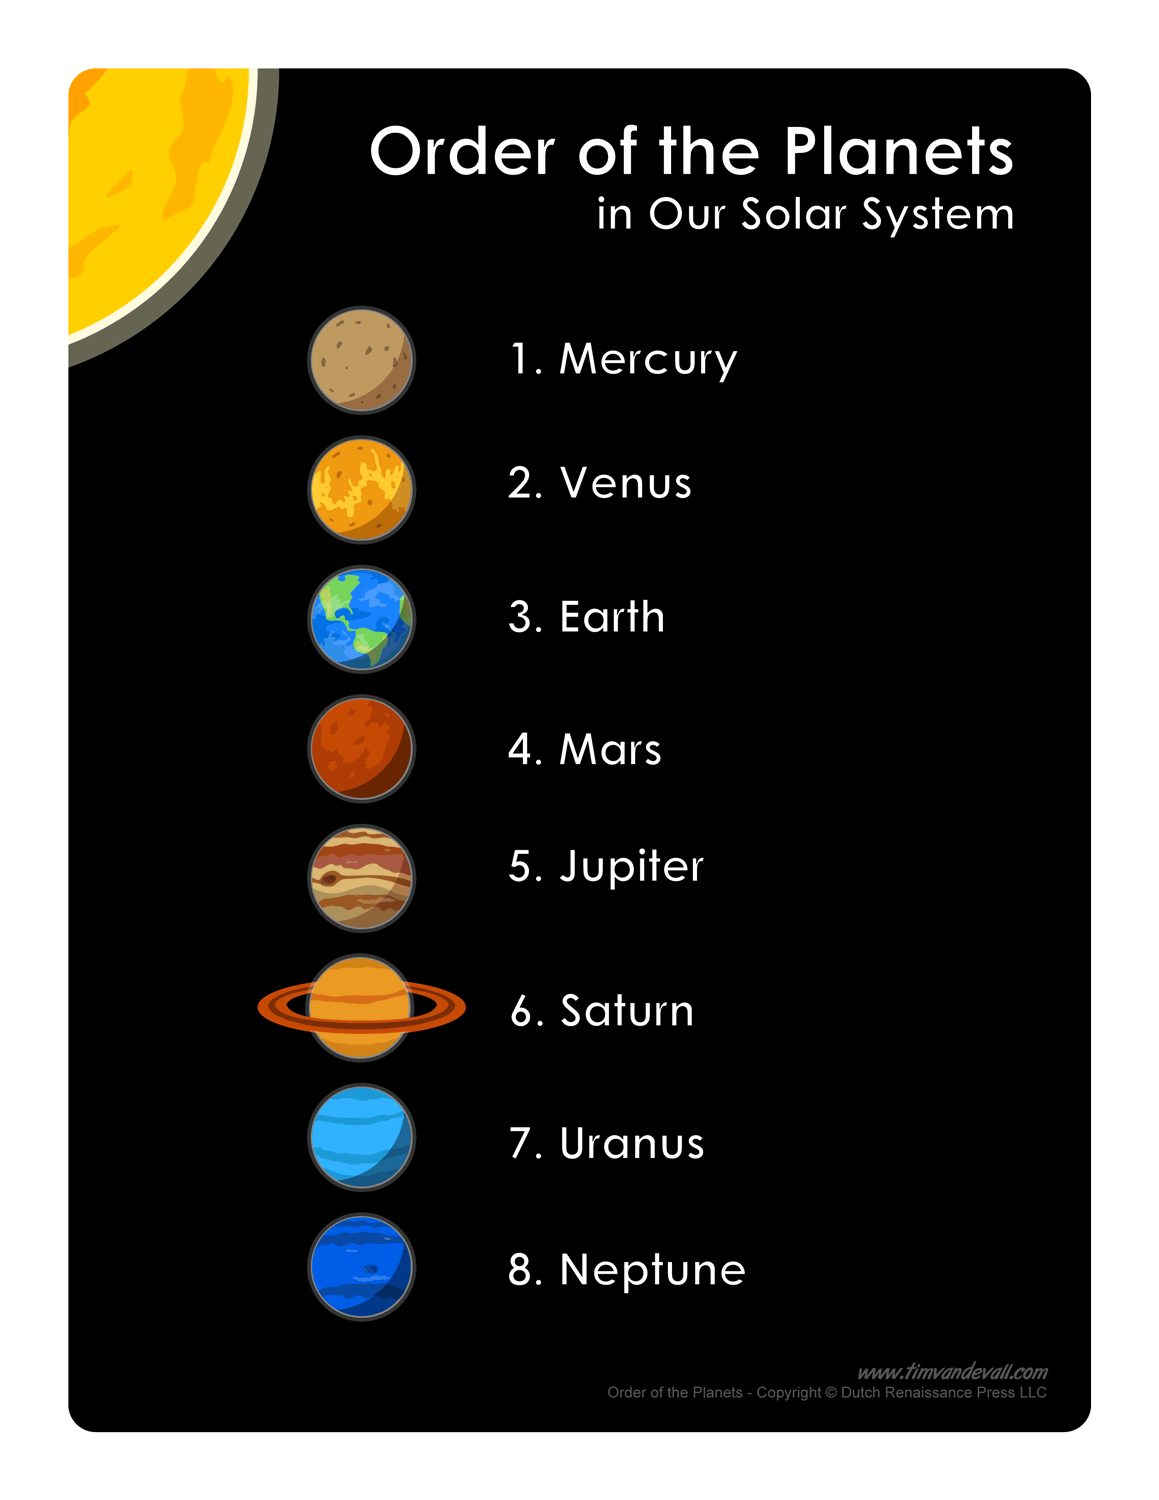 Order of the Planets
in Our Solar System
1. Mercury
2. Venus
3. Earth
4. Mars
5. Jupiter
6. Saturn
7. Uranus
8. Neptune
www.timvandevall.com
Order of the Planets - Copyright © Dutch Renaissance Press LLC